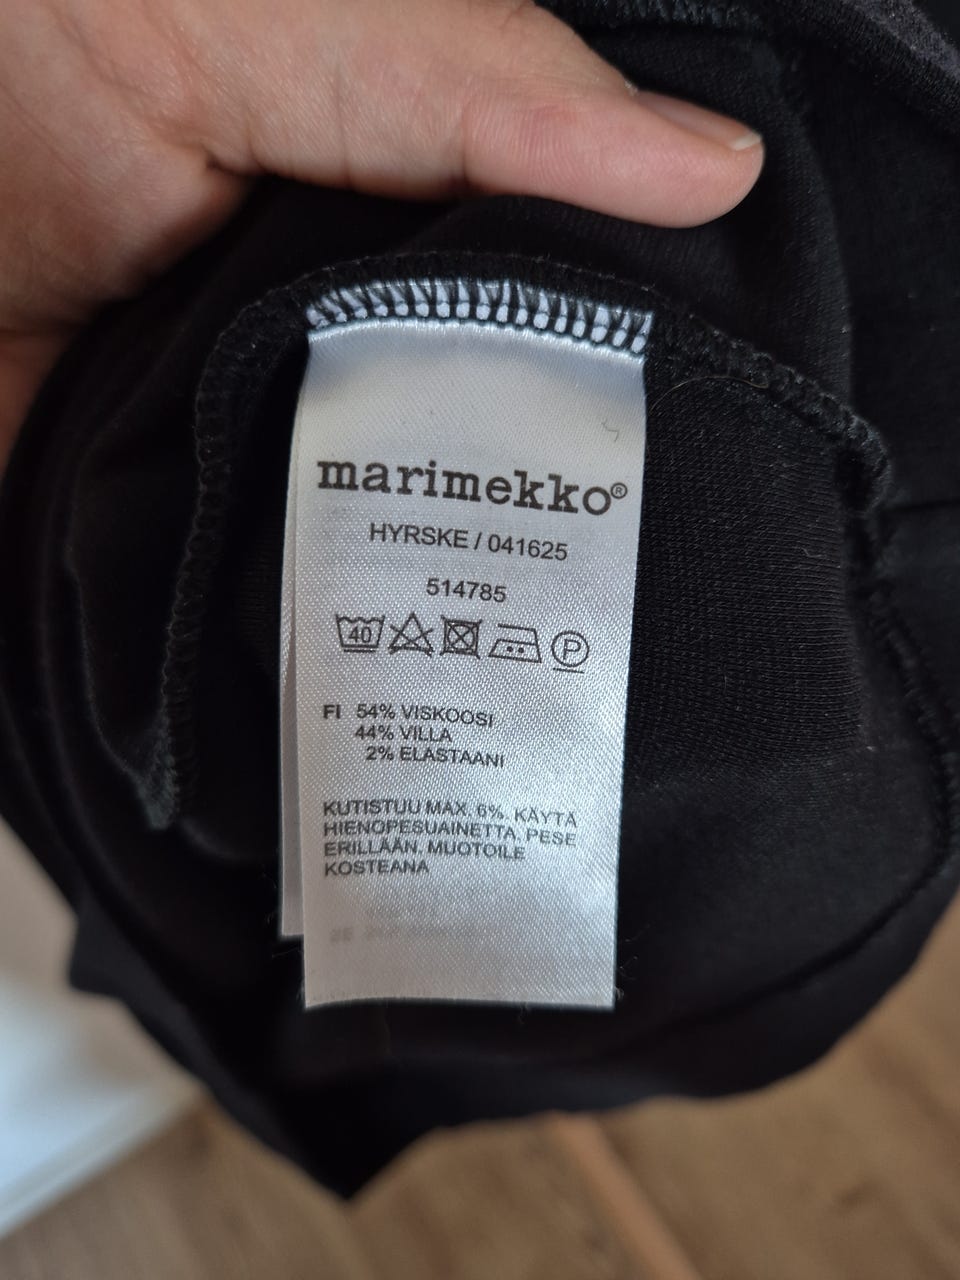 marimekko®
HYRSKE / 041625
514785
40
P
FI 54% VISKOOSI
44% VILLA
2% ELASTAANI
KUTISTUU MAX. 6%. KÄYTÄ
HIENOPESUAINETTA. PESE
ERILLÄÄN. MUOTOILE
KOSTEANA